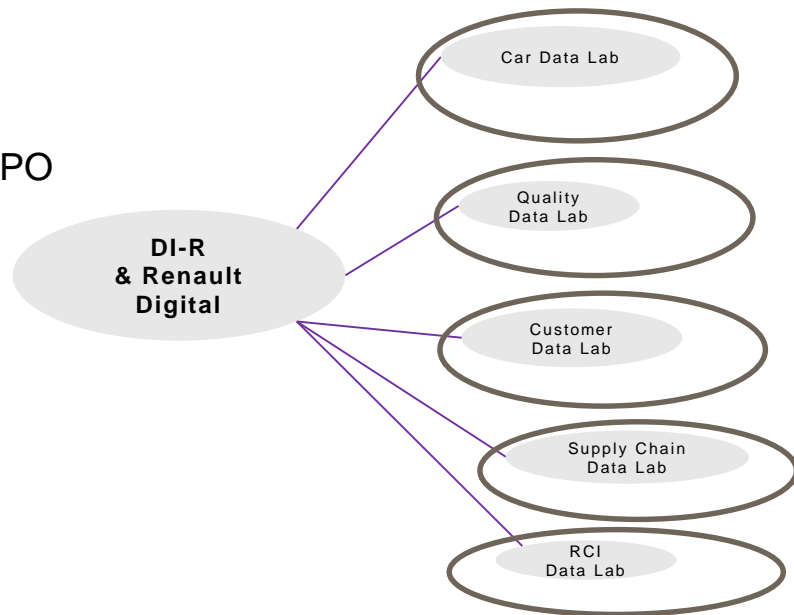 Car Data Lab
PO
Quality
Data Lab
DI-R
& Renault
Digital
Customer
Data Lab
Supply Chain
Data Lab
RCI
Data Lab